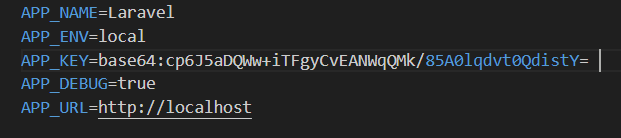 APP_NAME=Laravel
APP_ENV=local
APP_KEY=base64:cp6J5aDQWw+iTFgyCvEANWqQMk/85A0lqdvt0QdistY=
APP_DEBUG=true
APP_URL=http://localhost